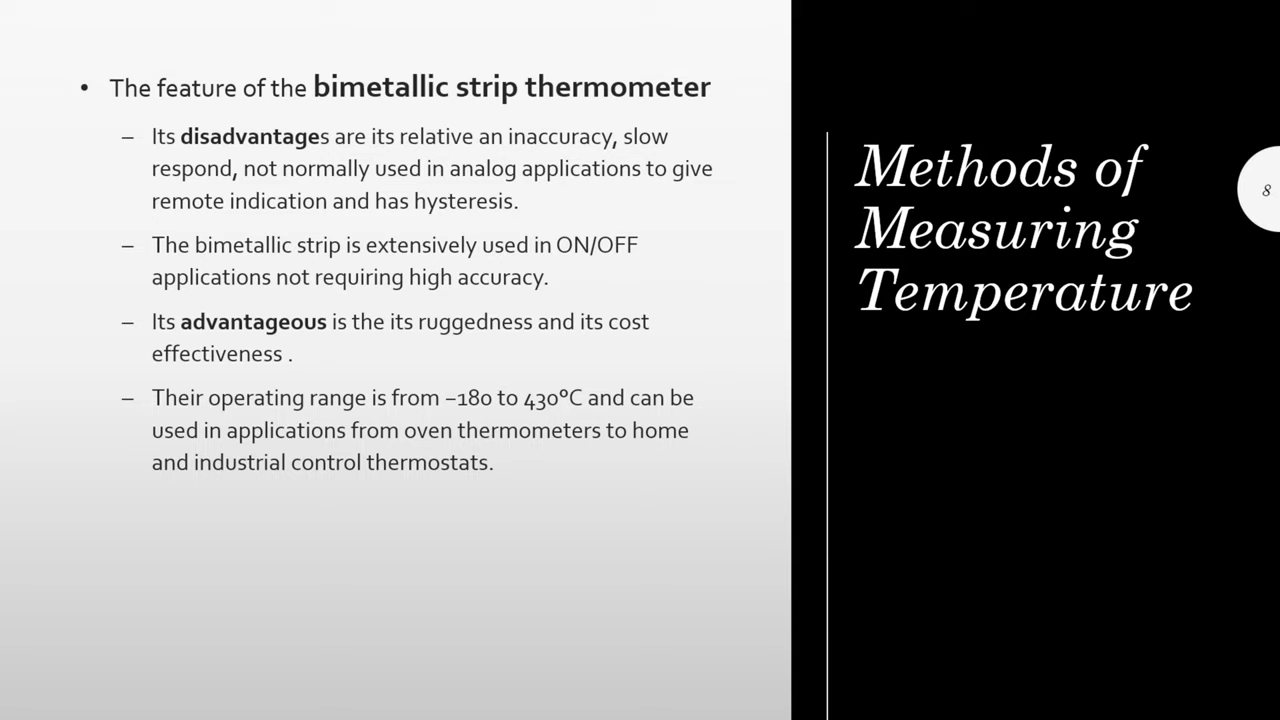 • The feature of the bimetallic strip thermometer
– Its disadvantages are its relative an inaccuracy, slow
respond, not normally used in analog applications to give
remote indication and has hysteresis.
– The bimetallic strip is extensively used in ON/OFF
applications not requiring high accuracy.
– Its advantageous is the its ruggedness and its cost
effectiveness .
– Their operating range is from −180 to 430°C and can be
used in applications from oven thermometers to home
and industrial control thermostats.
Methods of
Measuring
Temperature
8